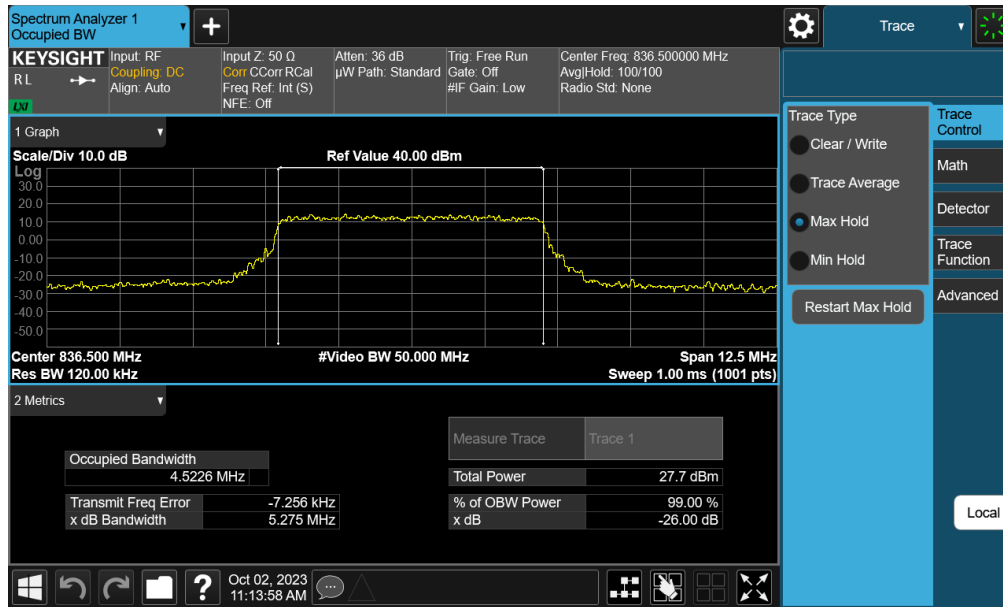 Spectrum Analyzer 1
Occupied BW
+
Trace
KEYSIGHT
R L
LXI
Input: RF
Coupling: DC
Align: Auto
Input Z: 50 Ω
Corr CCorr RCal
Freq Ref: Int (S)
NFE: Off
Atten: 36 dB
µW Path: Standard
Trig: Free Run
Gate: Off
#IF Gain: Low
Center Freq: 836.500000 MHz
Avg|Hold: 100/100
Radio Std: None
1 Graph
Scale/Div 10.0 dB
Ref Value 40.00 dBm
Log
30.0
20.0
10.0
0.00
-10.0
-20.0
-30.0
-40.0
-50.0
Center 836.500 MHz
#Video BW 50.000 MHz
Span 12.5 MHz
Res BW 120.00 kHz
Sweep 1.00 ms (1001 pts)
2 Metrics
Measure Trace
Trace 1
Occupied Bandwidth
4.5226 MHz
Total Power
27.7 dBm
Transmit Freq Error
-7.256 kHz
% of OBW Power
99.00 %
x dB Bandwidth
5.275 MHz
x dB
-26.00 dB
Trace Type
Clear / Write
Trace Average
Max Hold
Min Hold
Restart Max Hold
Trace
Control
Math
Detector
Trace
Function
Advanced
Local
?
Oct 02, 2023
11:13:58 AM